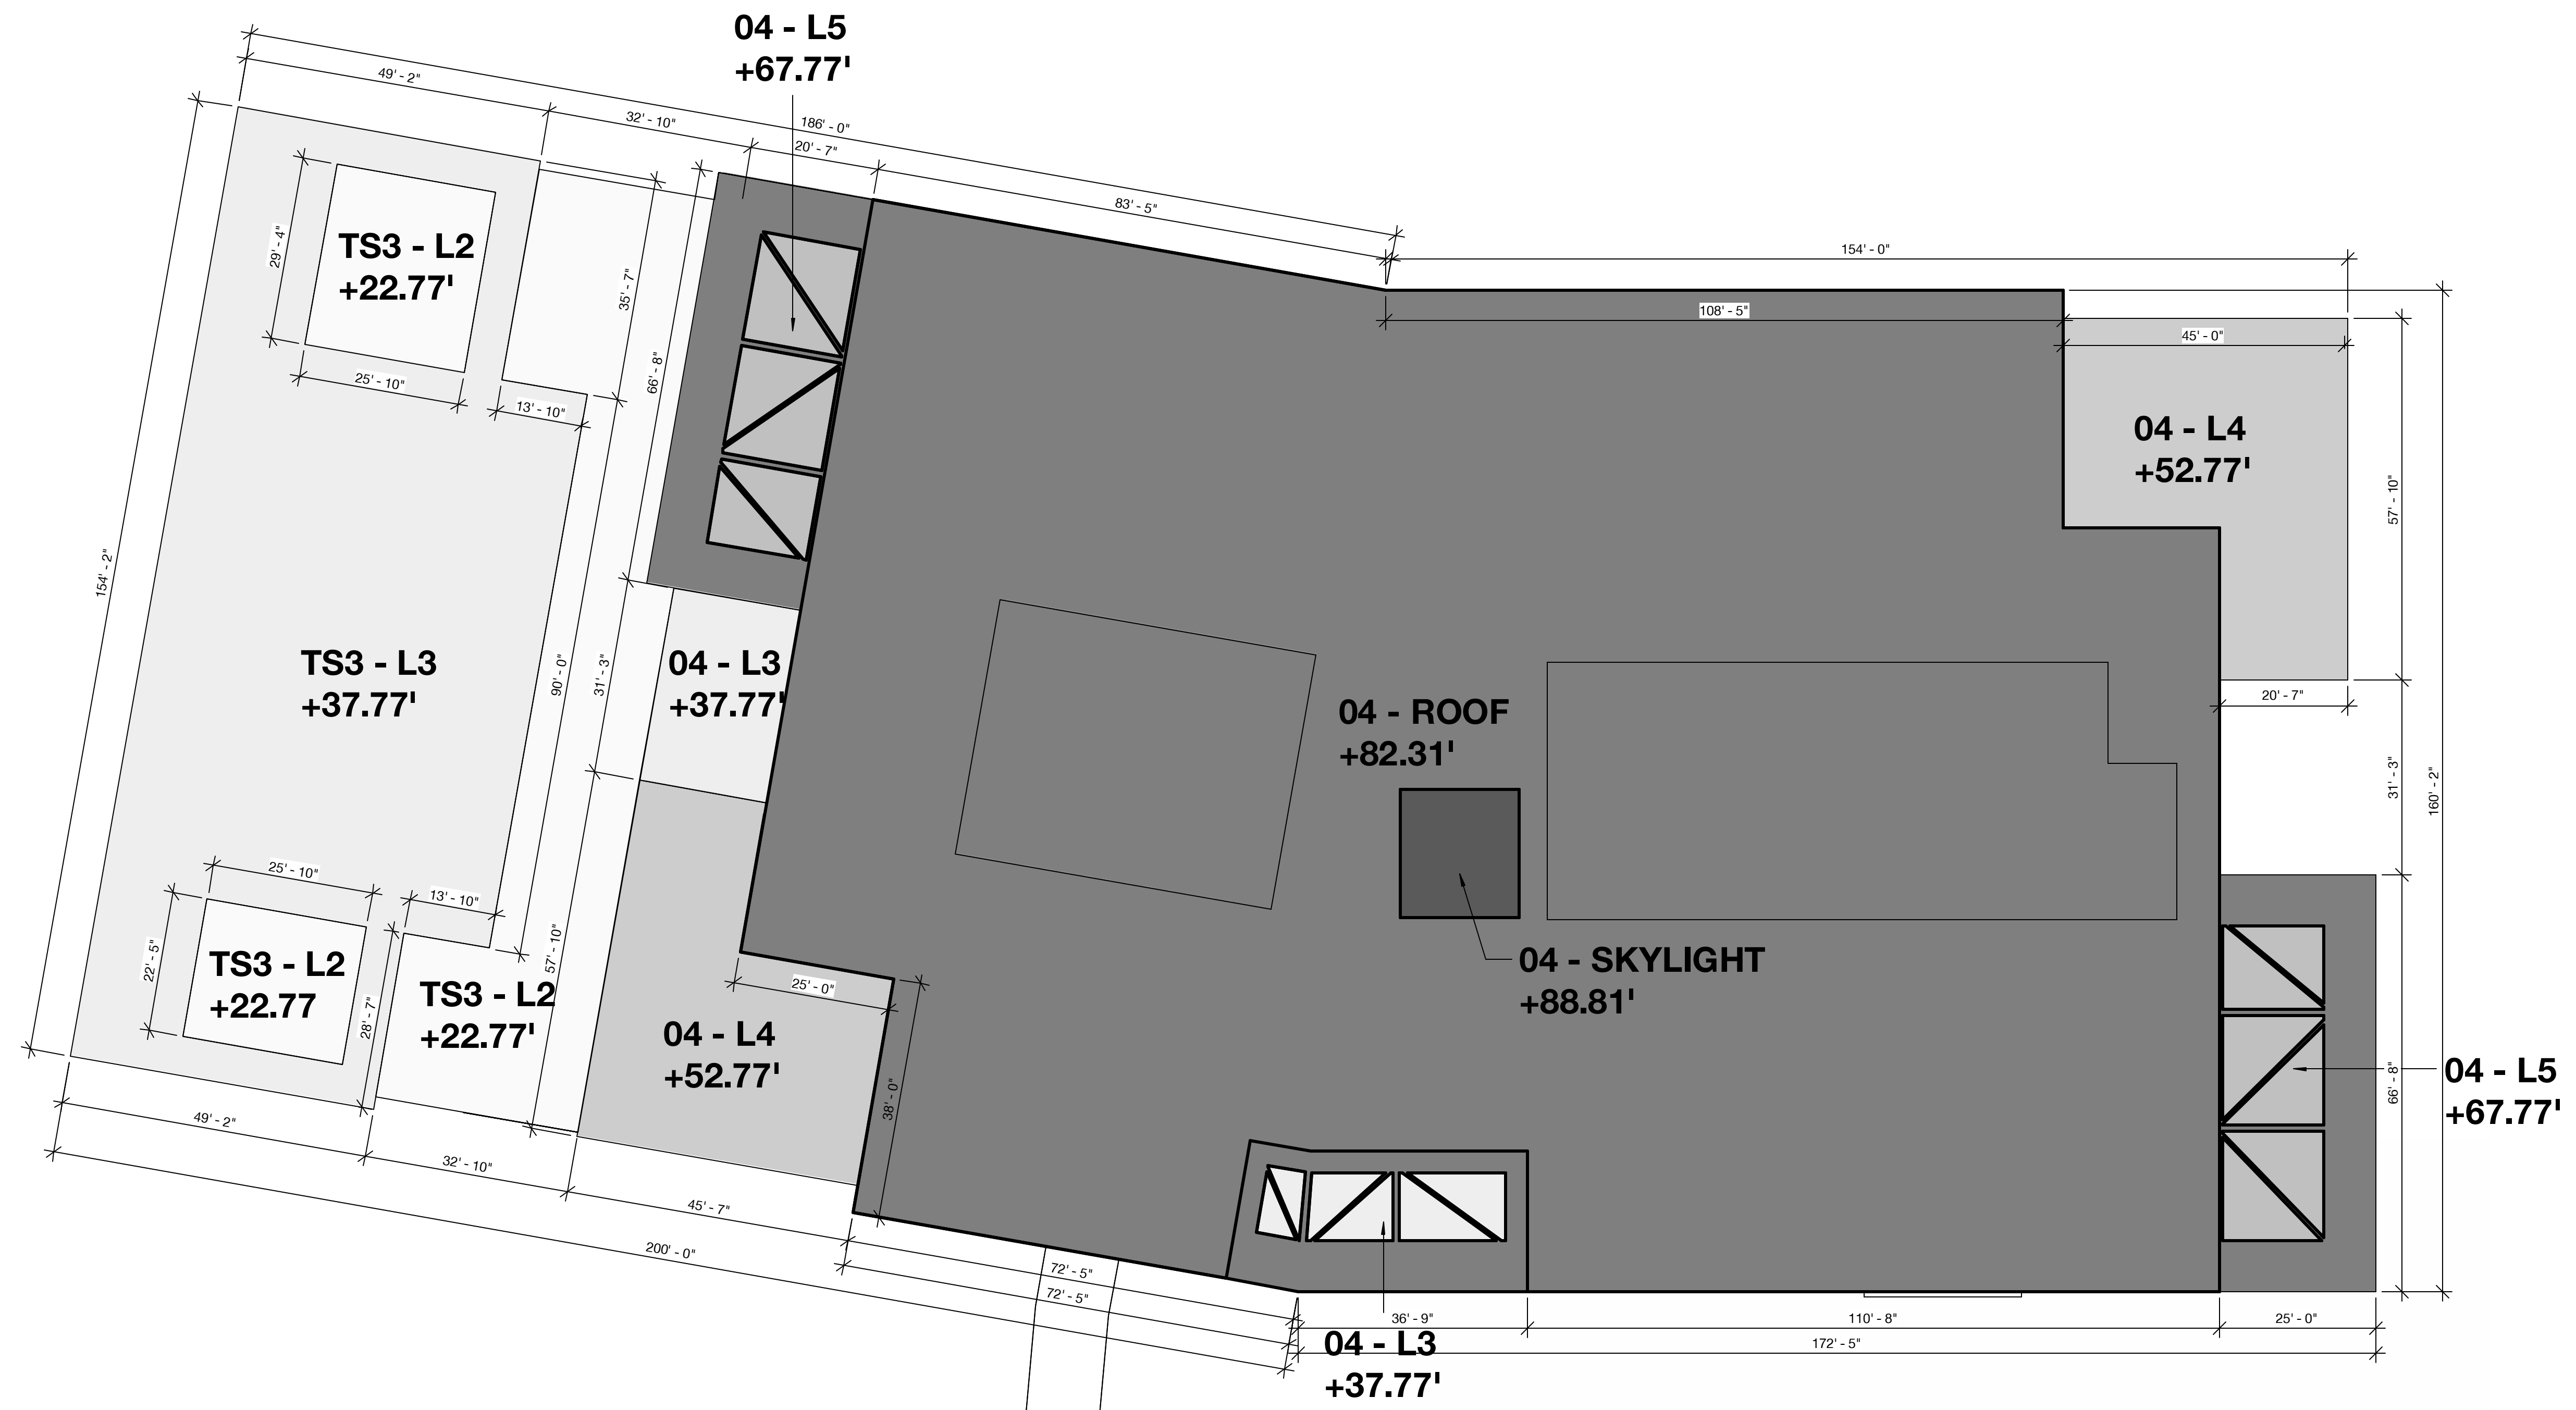 04 - L5
+67.77'
49' - 2"
32' - 10"
186' - 0"
20' - 7"
83' - 5"
154' - 0"
108' - 5"
45' - 0"
TS3 - L2
+22.77'
29' - 4"
25' - 10"
13' - 10"
35' - 7"
66' - 8"
04 - L4
+52.77'
57' - 10"
154' - 2"
TS3 - L3
+37.77'
90' - 0"
31' - 3"
04 - L3
+37.77'
04 - ROOF
+82.31'
20' - 7"
31' - 3"
160' - 2"
25' - 10"
13' - 10"
22' - 5"
TS3 - L2
+22.77
28' - 7"
TS3 - L2
+22.77'
57' - 10"
25' - 0"
04 - L4
+52.77'
38' - 0"
04 - SKYLIGHT
+88.81'
66' - 8"
04 - L5
+67.77'
49' - 2"
32' - 10"
45' - 7"
200' - 0"
72' - 5"
72' - 5"
36' - 9"
110' - 8"
25' - 0"
172' - 5"
04 - L3
+37.77'